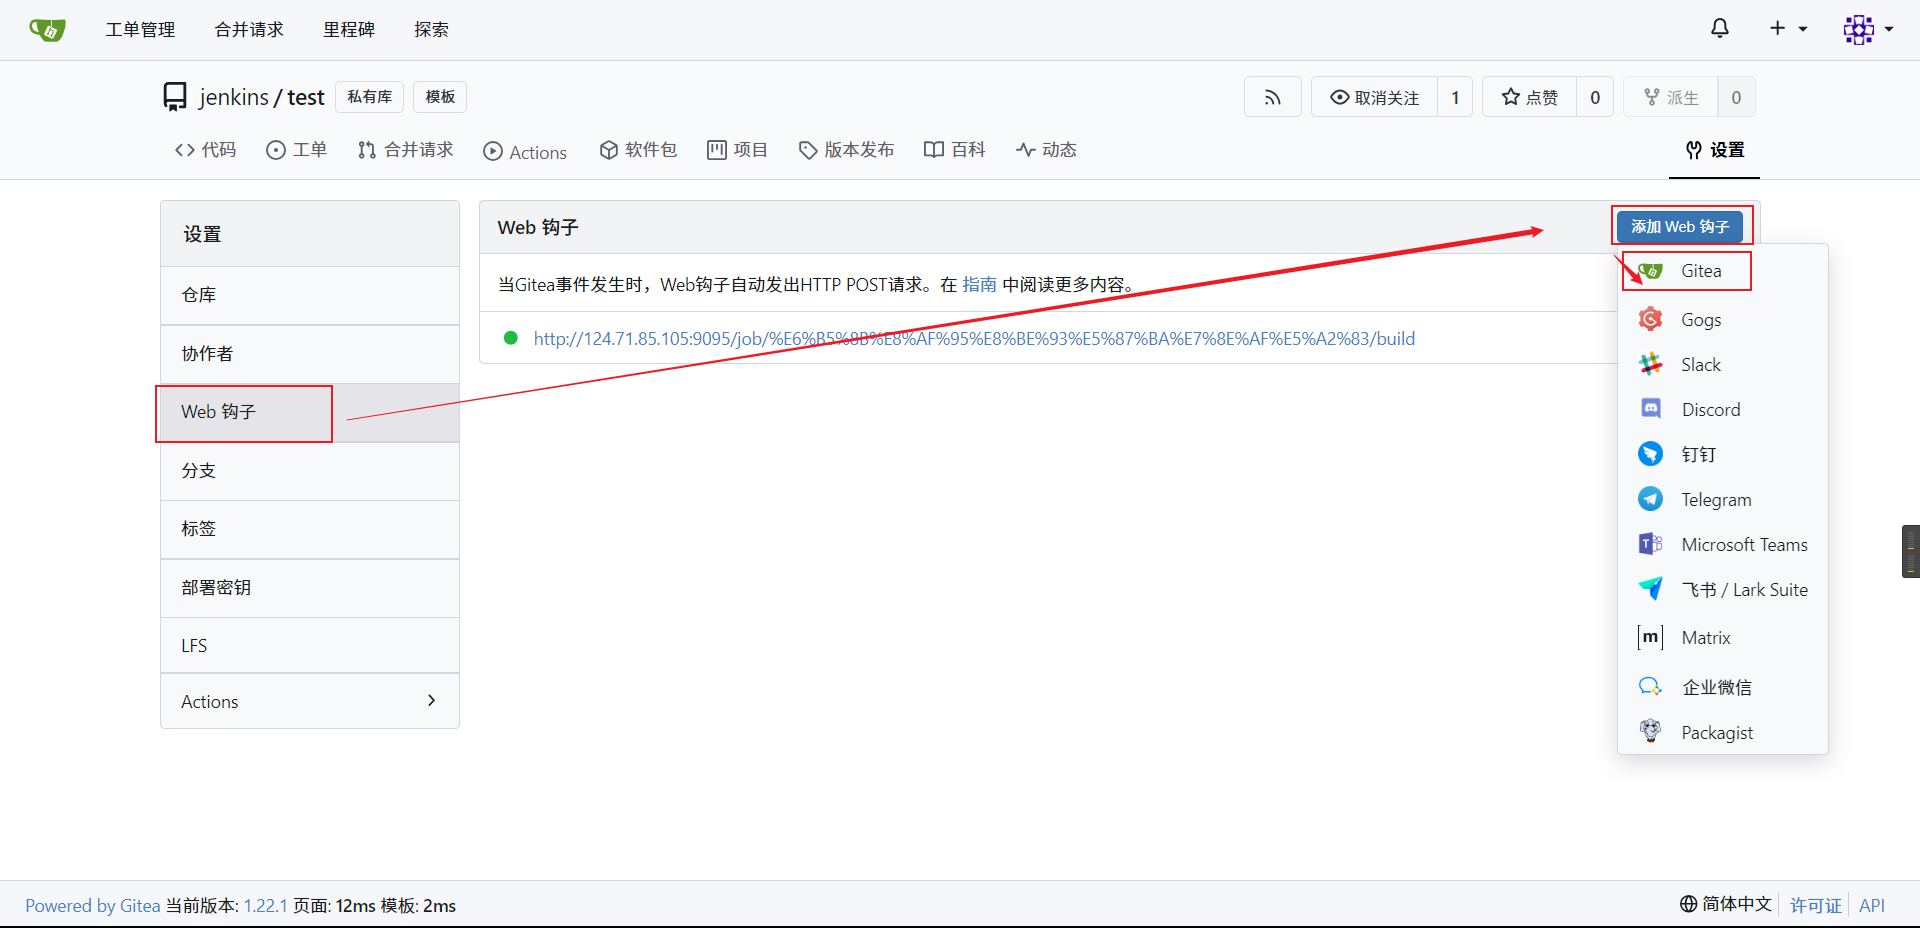 工单管理 合并请求 里程碑 探索
jenkins / test 私有库 模板 取消关注 1 点赞 0 派生 0
代码 工单 合并请求 Actions 软件包 项目 版本发布 百科 动态 设置
设置
仓库
协作者
Web 钩子
分支
标签
部署密钥
LFS
Actions
Web 钩子 添加 Web 钩子
当Gitea事件发生时，Web钩子自动发出HTTP POST请求。在 指南 中阅读更多内容。
http://124.71.85.105:9095/job/%E6%B5%8B%E8%AF%95%E8%BE%93%E5%87%BA%E7%8E%AF%E5%A2%83/build
Gitea
Gogs
Slack
Discord
钉钉
Telegram
Microsoft Teams
飞书 / Lark Suite
[m] Matrix
企业微信
Packagist
Powered by Gitea 当前版本: 1.22.1 页面: 12ms 模板: 2ms 简体中文 许可证 API